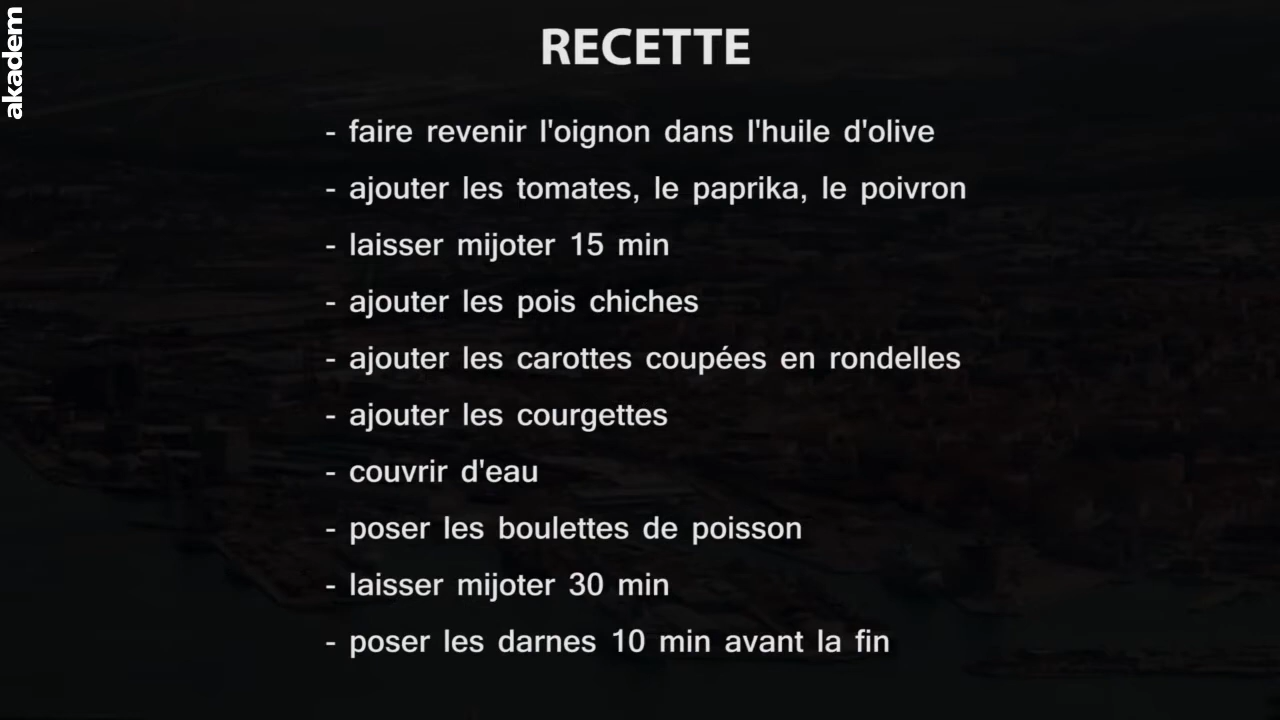 akadem
RECETTE
- faire revenir l'oignon dans l'huile d'olive
- ajouter les tomates, le paprika, le poivron
- laisser mijoter 15 min
- ajouter les pois chiches
- ajouter les carottes coupées en rondelles
- ajouter les courgettes
- couvrir d'eau
- poser les boulettes de poisson
- laisser mijoter 30 min
- poser les darnes 10 min avant la fin